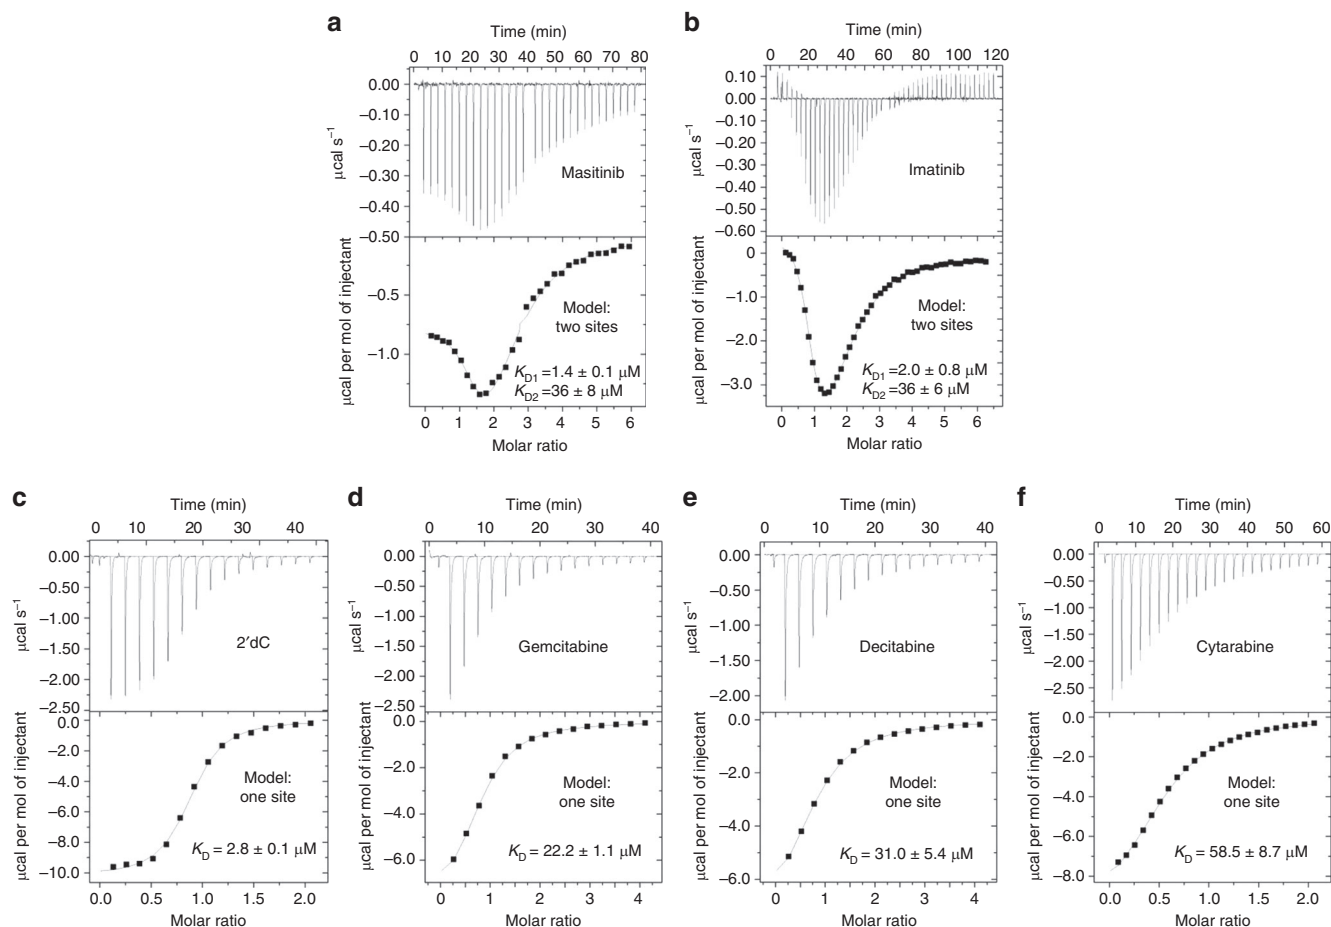 a
Time (min)
0 10 20 30 40 50 60 70 80
0.00
–0.10
–0.20
–0.30
–0.40
–0.50
µcal s⁻¹
Masitinib
–0.5
–1.0
µcal per mol of injectant
Model:
two sites
K_D1 =1.4 ± 0.1 µM
K_D2 =36 ± 8 µM
0 1 2 3 4 5 6
Molar ratio
b
Time (min)
0 20 40 60 80 100 120
0.10
0.00
–0.10
–0.20
–0.30
–0.40
–0.50
–0.60
µcal s⁻¹
Imatinib
0
–1.0
–2.0
–3.0
µcal per mol of injectant
Model:
two sites
K_D1 =2.0 ± 0.8 µM
K_D2 =36 ± 6 µM
0 1 2 3 4 5 6
Molar ratio
c
Time (min)
0 10 20 30 40
0.00
–0.50
–1.00
–1.50
–2.00
–2.50
µcal s⁻¹
2′dC
0.0
–2.0
–4.0
–6.0
–8.0
–10.0
µcal per mol of injectant
Model:
one site
K_D = 2.8 ± 0.1 µM
0.0 0.5 1.0 1.5 2.0
Molar ratio
d
Time (min)
0 10 20 30 40
0.00
–0.50
–1.00
–1.50
–2.00
–2.50
µcal s⁻¹
Gemcitabine
0.0
–2.0
–4.0
–6.0
µcal per mol of injectant
Model:
one site
K_D = 22.2 ± 1.1 µM
0 1 2 3 4
Molar ratio
e
Time (min)
0 10 20 30 40
0.00
–0.50
–1.00
–1.50
–2.00
µcal s⁻¹
Decitabine
0.0
–2.0
–4.0
–6.0
µcal per mol of injectant
Model:
one site
K_D = 31.0 ± 5.4 µM
0 1 2 3 4
Molar ratio
f
Time (min)
0 10 20 30 40 50 60
0.00
–0.50
–1.00
–1.50
–2.00
–2.50
µcal s⁻¹
Cytarabine
0.0
–2.0
–4.0
–6.0
–8.0
µcal per mol of injectant
Model:
one site
K_D = 58.5 ± 8.7 µM
0.0 0.5 1.0 1.5 2.0
Molar ratio